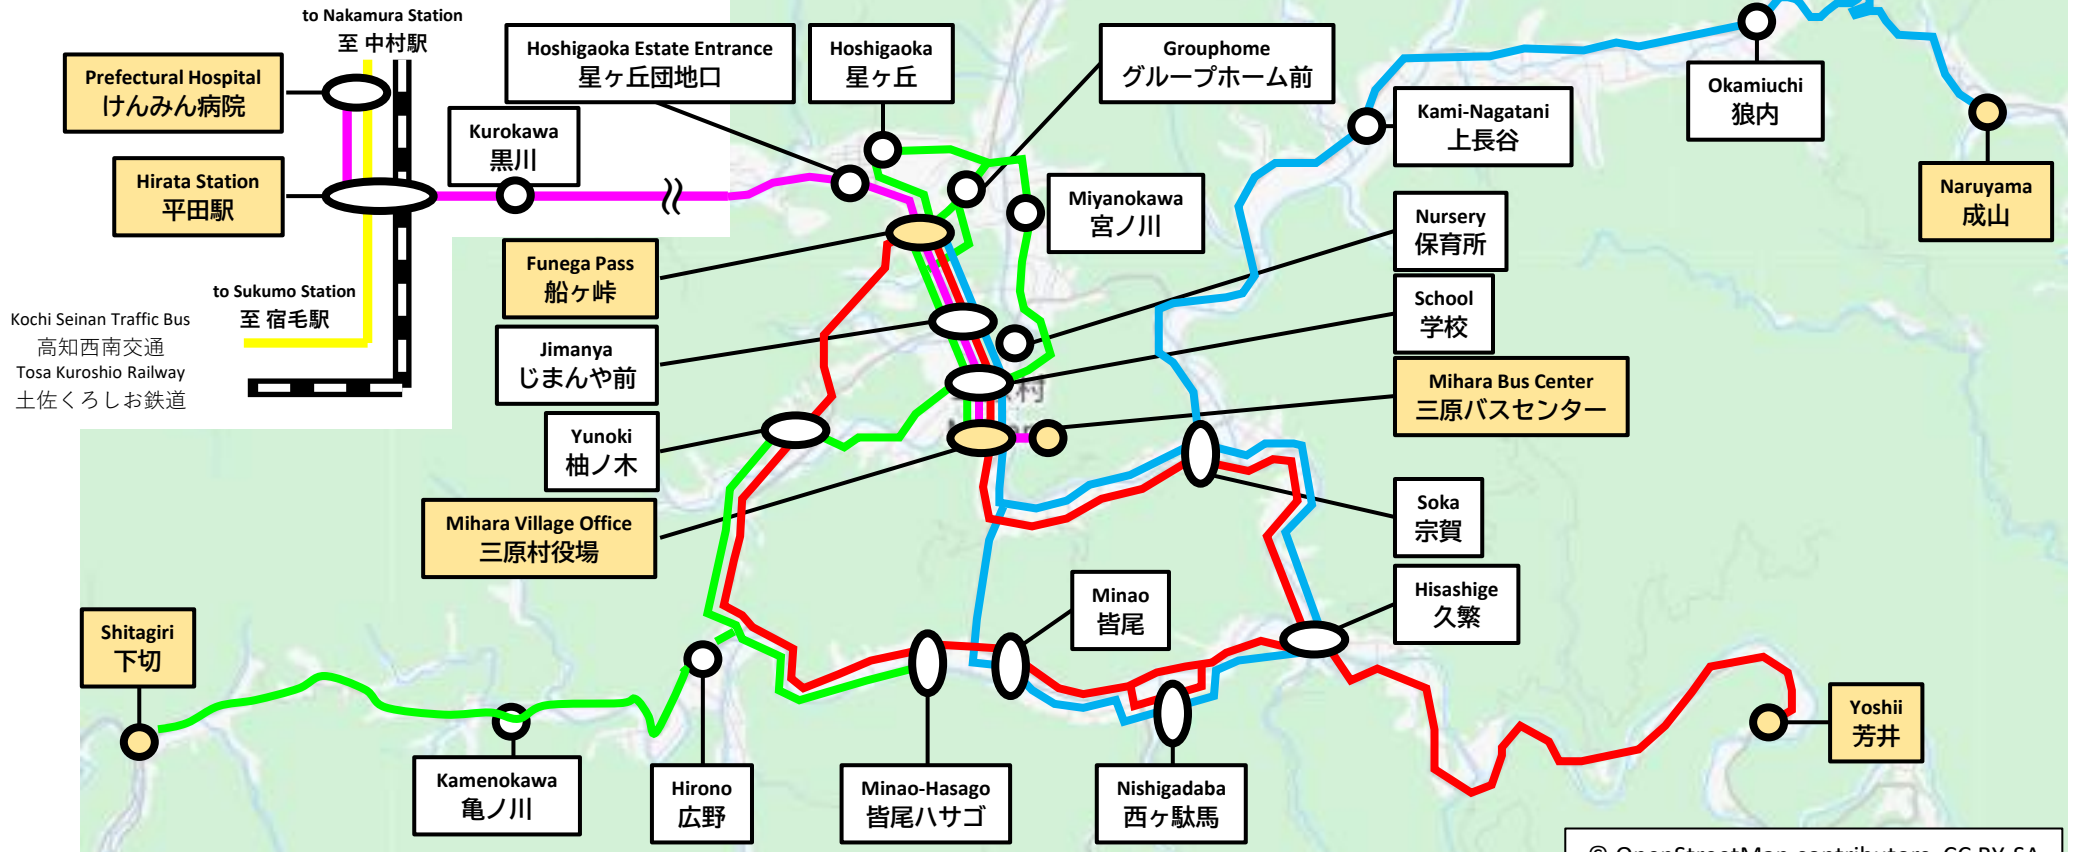 to Nakamura Station
至 中村駅
Prefectural Hospital
けんみん病院
Hirata Station
平田駅
Kurokawa
黒川
Hoshigaoka Estate Entrance
星ヶ丘団地口
Hoshigaoka
星ヶ丘
Grouphome
グループホーム前
Kami-Nagatani
上長谷
Okamiuchi
狼内
Naruyama
成山
Miyanokawa
宮ノ川
Nursery
保育所
School
学校
Mihara Bus Center
三原バスセンター
Funega Pass
船ヶ峠
Jimanya
じまんや前
to Sukumo Station
至 宿毛駅
Kochi Seinan Traffic Bus
高知西南交通
Tosa Kuroshio Railway
土佐くろしお鉄道
Yunoki
柚ノ木
Mihara Village Office
三原村役場
Soka
宗賀
Hisashige
久繁
Minao
皆尾
Shitagiri
下切
Kamenokawa
亀ノ川
Hirono
広野
Minao-Hasago
皆尾ハサゴ
Nishigadaba
西ヶ駄馬
Yoshii
芳井
© OpenStreetMap contributors, CC BY-SA